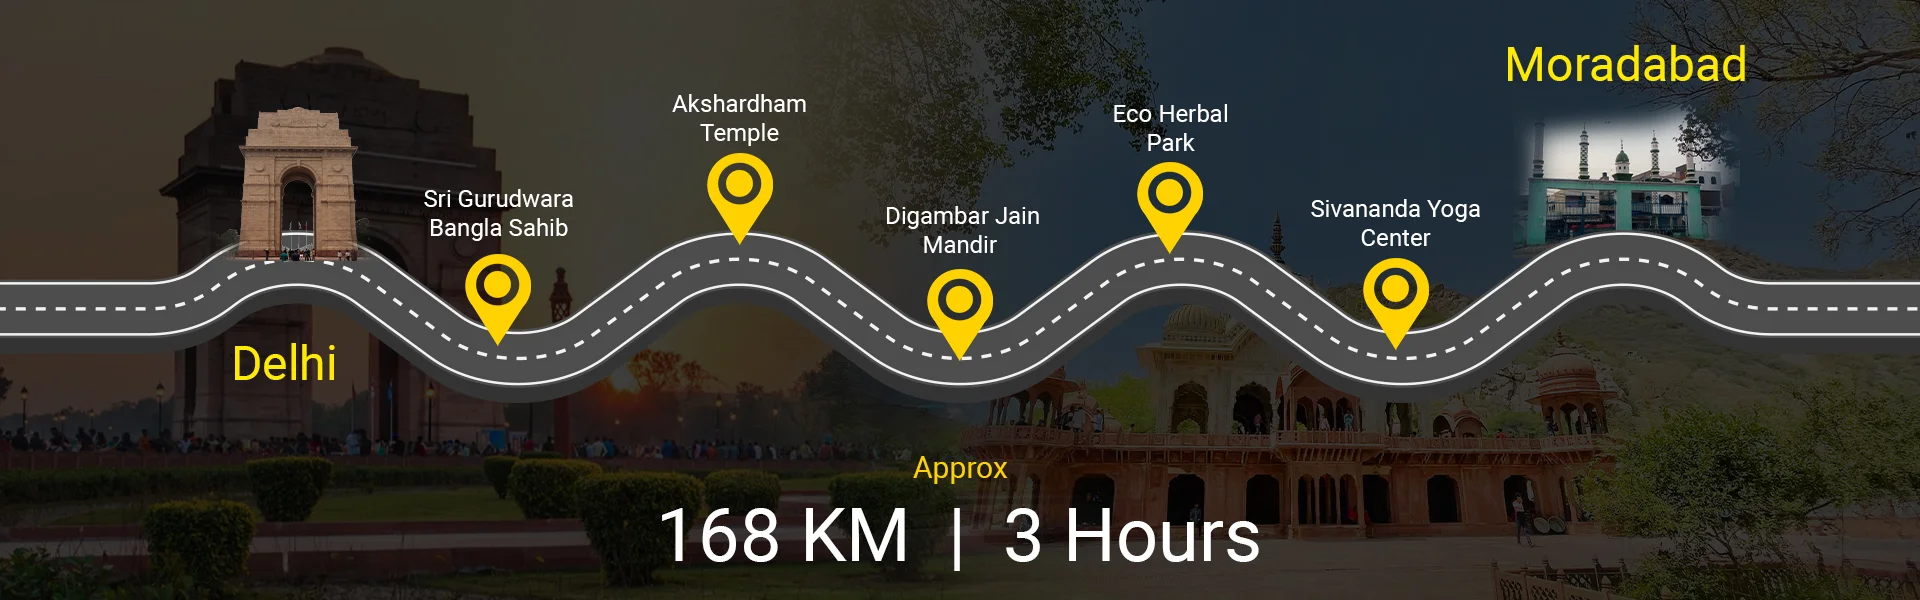 Moradabad
Akshardham
Temple
Eco Herbal
Park
Sri Gurudwara
Bangla Sahib
Digambar Jain
Mandir
Sivananda Yoga
Center
Delhi
Approx
168 KM | 3 Hours